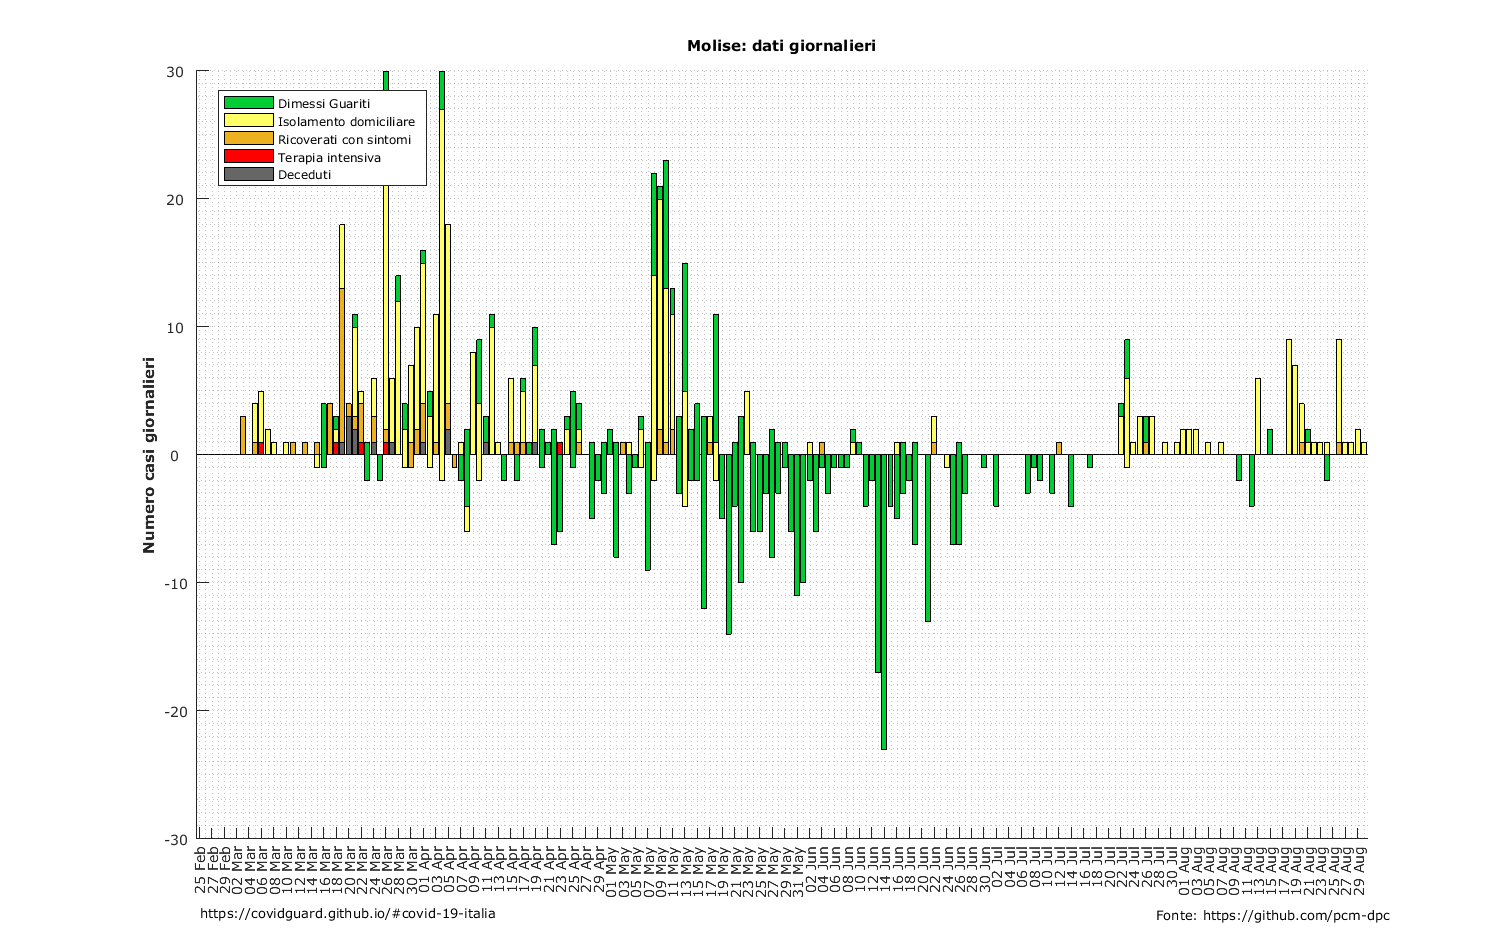 Molise: dati giornalieri
30
20
10
0
-10
-20
-30
Numero casi giornalieri
Dimessi Guariti
Isolamento domiciliare
Ricoverati con sintomi
Terapia intensiva
Deceduti
25 Feb
27 Feb
29 Feb
02 Mar
04 Mar
06 Mar
08 Mar
10 Mar
12 Mar
14 Mar
16 Mar
18 Mar
20 Mar
22 Mar
24 Mar
26 Mar
28 Mar
30 Mar
01 Apr
03 Apr
05 Apr
07 Apr
09 Apr
11 Apr
13 Apr
15 Apr
17 Apr
19 Apr
21 Apr
23 Apr
25 Apr
27 Apr
29 Apr
01 May
03 May
05 May
07 May
09 May
11 May
13 May
15 May
17 May
19 May
21 May
23 May
25 May
27 May
29 May
31 May
02 Jun
04 Jun
06 Jun
08 Jun
10 Jun
12 Jun
14 Jun
16 Jun
18 Jun
20 Jun
22 Jun
24 Jun
26 Jun
28 Jun
30 Jun
02 Jul
04 Jul
06 Jul
08 Jul
10 Jul
12 Jul
14 Jul
16 Jul
18 Jul
20 Jul
22 Jul
24 Jul
26 Jul
28 Jul
30 Jul
01 Aug
03 Aug
05 Aug
07 Aug
09 Aug
11 Aug
13 Aug
15 Aug
17 Aug
19 Aug
21 Aug
23 Aug
25 Aug
27 Aug
29 Aug
https://covidguard.github.io/#covid-19-italia
Fonte: https://github.com/pcm-dpc